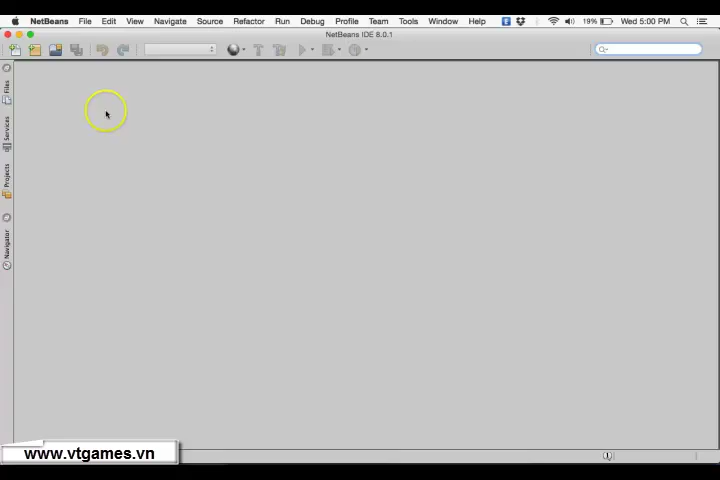 NetBeans File Edit View Navigate Source Refactor Run Debug Profile Team Tools Window Help 19% Wed 5:00 PM
NetBeans IDE 8.0.1
Files
Services
Projects
Navigator
www.vtgames.vn